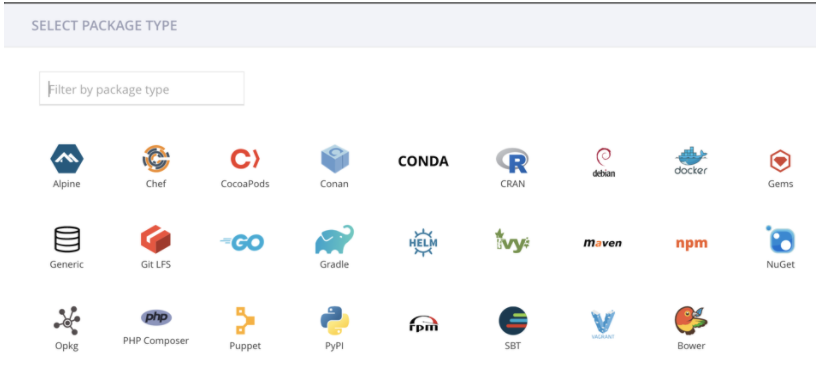 SELECT PACKAGE TYPE
Filter by package type
CONDA
debian
docker
Alpine
Chef
CocoaPods
Conan
CRAN
Gems
GO
HELM
ivy
maven
npm
Generic
Git LFS
Gradle
NuGet
php
rpm
VAGRANT
Opkg
PHP Composer
Puppet
PyPI
SBT
Bower